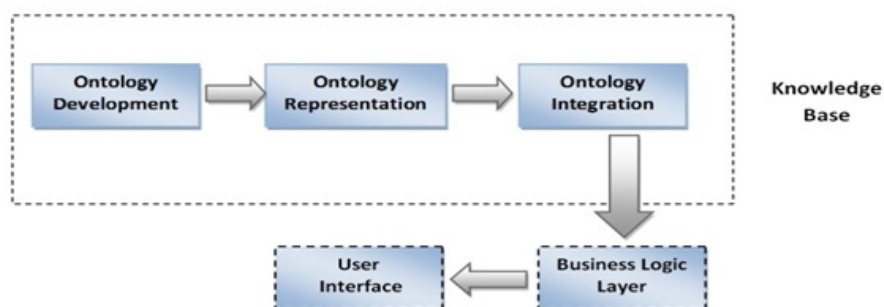 Ontology
Development
Ontology
Representation
Ontology
Integration
Knowledge
Base
User
Interface
Business Logic
Layer